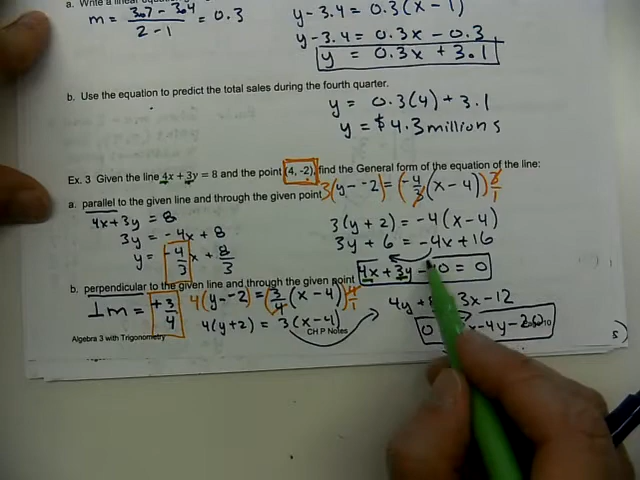 a. Write a linear equation
m = 3.7 - 3.4 / 2 - 1 = 0.3
y - 3.4 = 0.3(x - 1)
y - 3.4 = 0.3x - 0.3
y = 0.3x + 3.1
b. Use the equation to predict the total sales during the fourth quarter.
y = 0.3(4) + 3.1
y = $4.3 millions
Ex. 3 Given the line 4x + 3y = 8 and the point (4, -2), find the General form of the equation of the line:
a. parallel to the line and through the given point
3(y - -2) = (-4/3(x - 4))3/1
4x + 3y = 8
3(y + 2) = -4(x - 4)
3y = -4x + 8
3y + 6 = -4x + 16
y = -4/3 x + 8/3
4x + 3y - 10 = 0
b. perpendicular to the line and through the given point
⊥ m = +3/4
4(y - -2) = (3/4(x - 4))4/1
4(y + 2) = 3(x - 4)
4y + 3x - 12
0 x - 4y - 20
CH P Notes
Algebra 3 with Trigonometry
5)